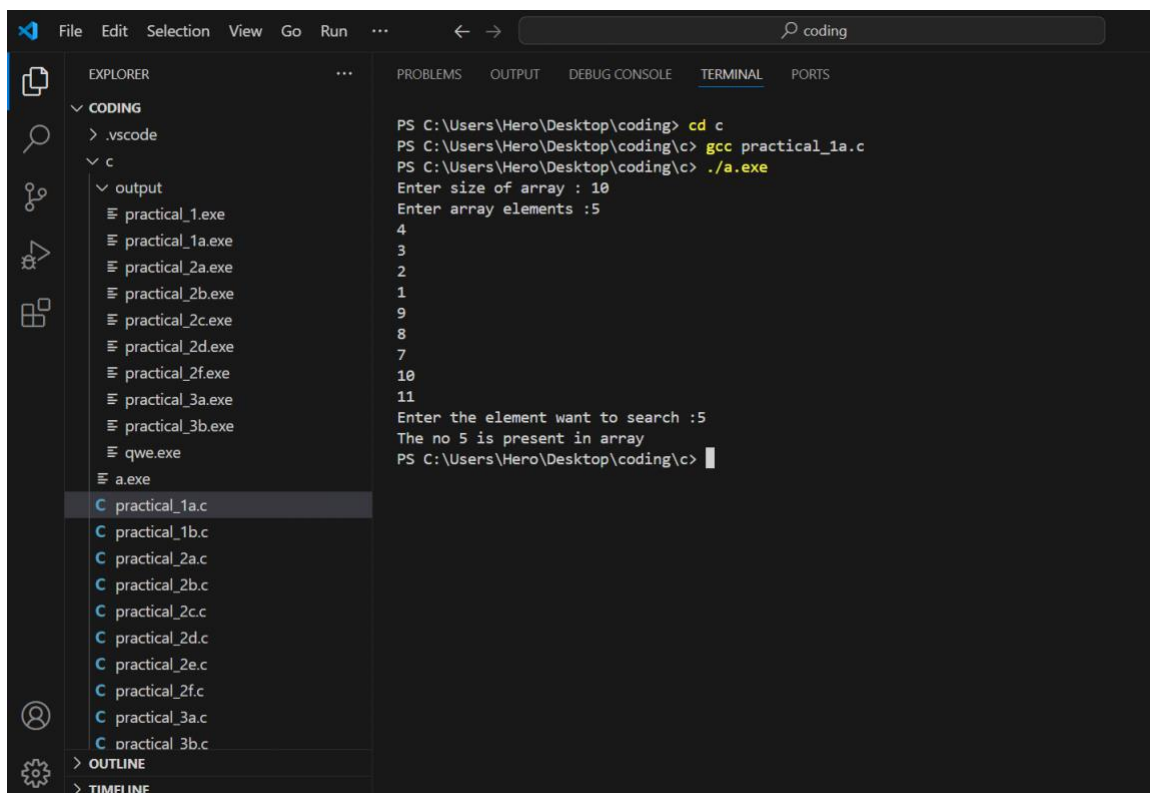 File Edit Selection View Go Run ··· ← → coding
EXPLORER ···
CODING
> .vscode
c
output
practical_1.exe
practical_1a.exe
practical_2a.exe
practical_2b.exe
practical_2c.exe
practical_2d.exe
practical_2f.exe
practical_3a.exe
practical_3b.exe
qwe.exe
a.exe
C practical_1a.c
C practical_1b.c
C practical_2a.c
C practical_2b.c
C practical_2c.c
C practical_2d.c
C practical_2e.c
C practical_2f.c
C practical_3a.c
C practical_3b.c
> OUTLINE
> TIMELINE
PROBLEMS OUTPUT DEBUG CONSOLE TERMINAL PORTS
PS C:\Users\Hero\Desktop\coding> cd c
PS C:\Users\Hero\Desktop\coding\c> gcc practical_1a.c
PS C:\Users\Hero\Desktop\coding\c> ./a.exe
Enter size of array : 10
Enter array elements :5
4
3
2
1
9
8
7
10
11
Enter the element want to search :5
The no 5 is present in array
PS C:\Users\Hero\Desktop\coding\c>